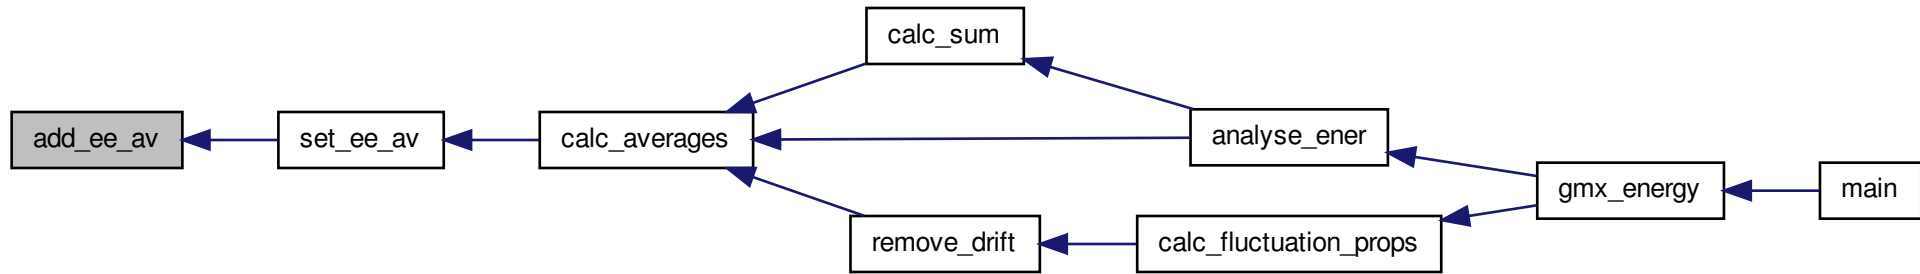 calc_sum
add_ee_av
set_ee_av
calc_averages
analyse_ener
gmx_energy
main
remove_drift
calc_fluctuation_props